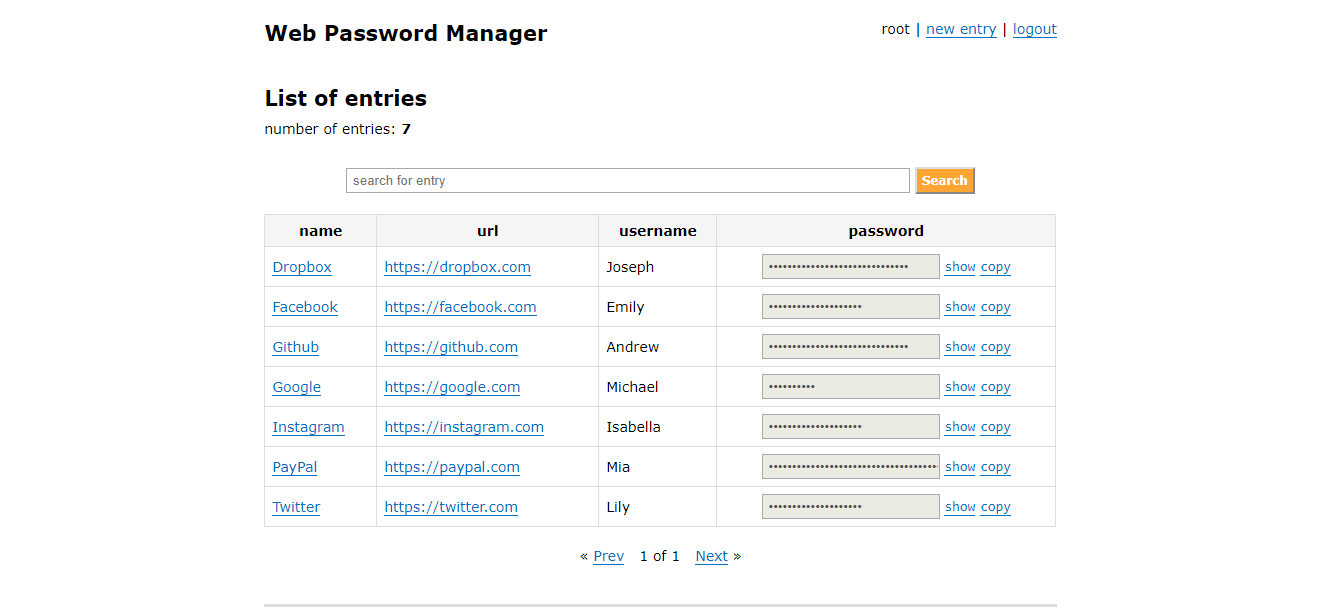 Web Password Manager
root | new entry | logout
List of entries
number of entries: 7
search for entry Search
name url username password
Dropbox https://dropbox.com Joseph •••••••••••••••••••••••••••••• show copy
Facebook https://facebook.com Emily •••••••••••••••••••• show copy
Github https://github.com Andrew •••••••••••••••••••••••••••••• show copy
Google https://google.com Michael •••••••••• show copy
Instagram https://instagram.com Isabella •••••••••••••••••••• show copy
PayPal https://paypal.com Mia •••••••••••••••••••••••••••••••••••• show copy
Twitter https://twitter.com Lily •••••••••••••••••••• show copy
« Prev 1 of 1 Next »